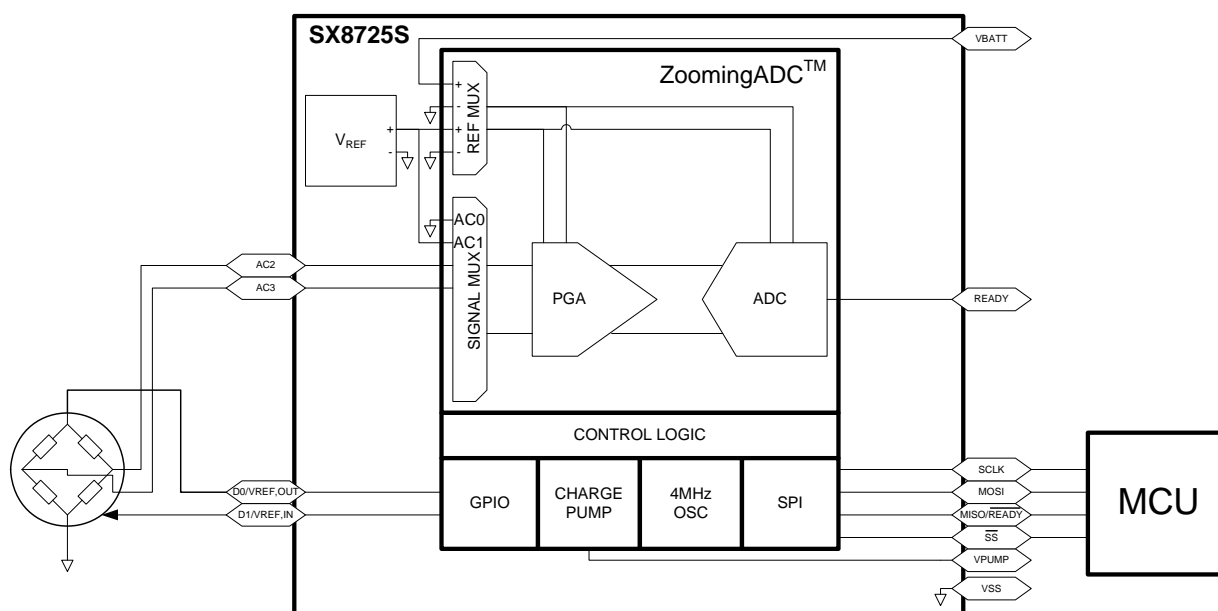 SX8725S
VBATT
ZoomingADC™
+
-
+
-
REF MUX
VREF
+
-
AC0
AC1
SIGNAL MUX
AC2
AC3
PGA
ADC
READY
CONTROL LOGIC
GPIO
CHARGE
PUMP
4MHz
OSC
SPI
D0/VREF,OUT
D1/VREF,IN
SCLK
MOSI
MISO/READY
SS
VPUMP
VSS
MCU